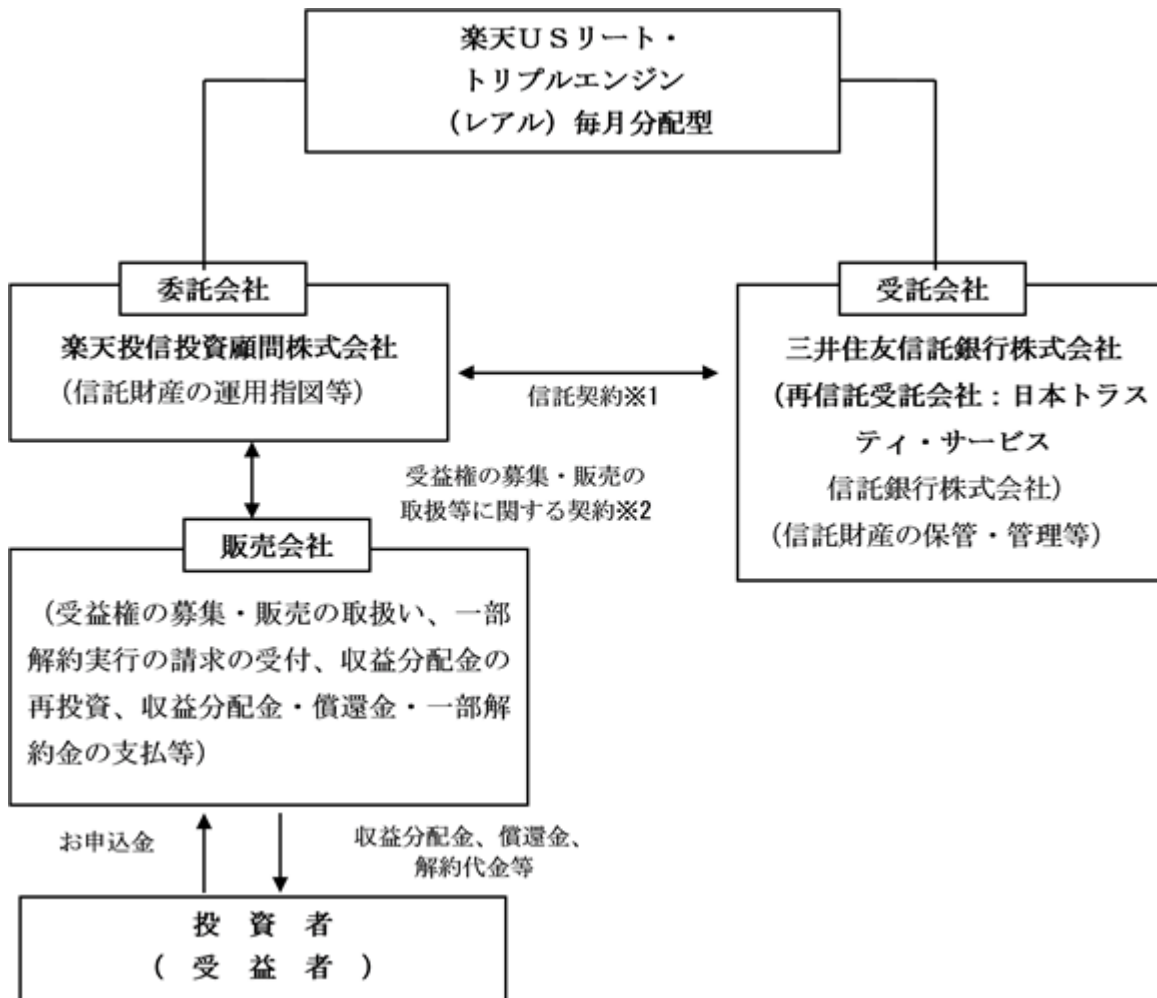 楽天ＵＳリート・
トリプルエンジン
（レアル）毎月分配型
委託会社
楽天投信投資顧問株式会社
（信託財産の運用指図等）
信託契約※1
受託会社
三井住友信託銀行株式会社
（再信託受託会社：日本トラス
ティ・サービス
信託銀行株式会社）
（信託財産の保管・管理等）
受益権の募集・販売の
取扱等に関する契約※2
販売会社
（受益権の募集・販売の取扱い、一部
解約実行の請求の受付、収益分配金の
再投資、収益分配金・償還金・一部解
約金の支払等）
お申込金
収益分配金、償還金、
解約代金等
投　資　者
（　受　益　者　）